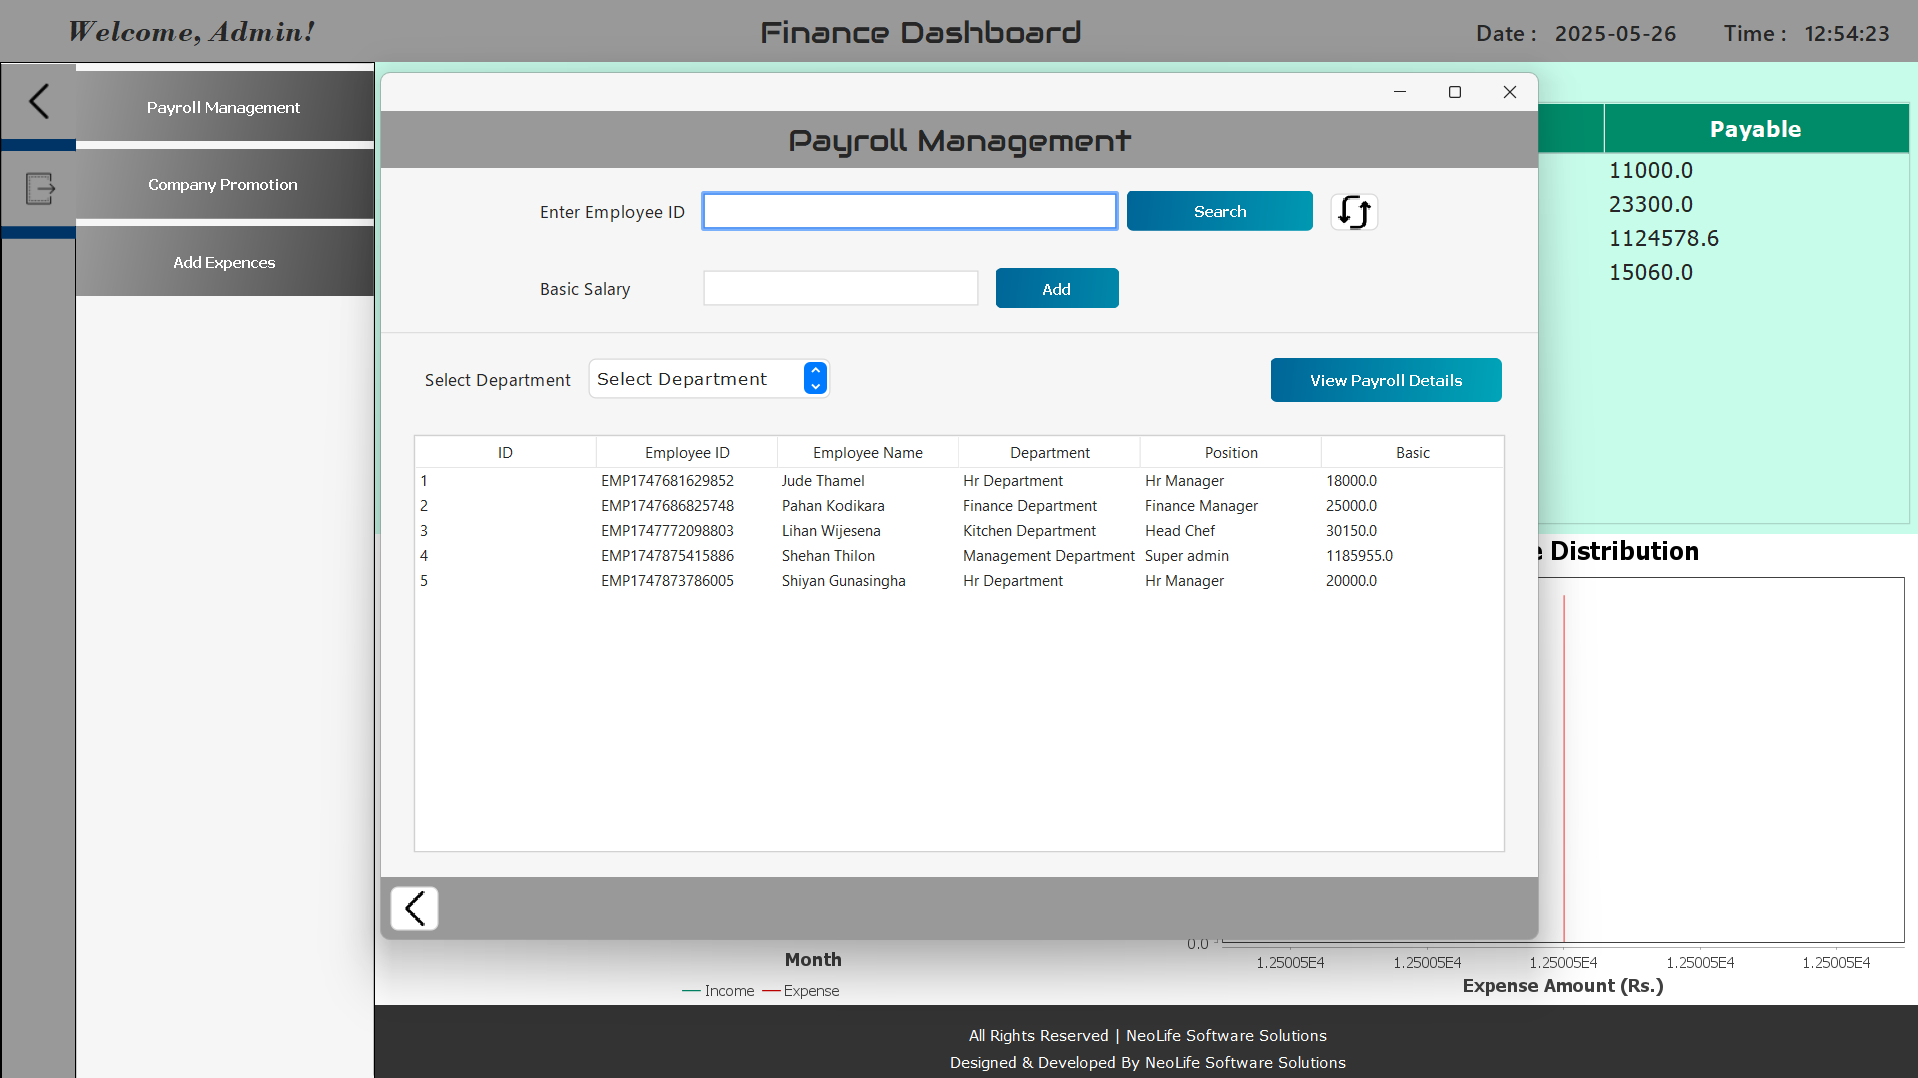 Welcome, Admin!
Finance Dashboard
Date : 2025-05-26 Time : 12:54:23
Payroll Management
Company Promotion
Add Expences
Payroll Management
Enter Employee ID Search
Basic Salary Add
Select Department Select Department View Payroll Details
ID Employee ID Employee Name Department Position Basic
1 EMP1747681629852 Jude Thamel Hr Department Hr Manager 18000.0
2 EMP1747686825748 Pahan Kodikara Finance Department Finance Manager 25000.0
3 EMP1747772098803 Lihan Wijesena Kitchen Department Head Chef 30150.0
4 EMP1747875415886 Shehan Thilon Management Department Super admin 1185955.0
5 EMP1747873786005 Shiyan Gunasingha Hr Department Hr Manager 20000.0
Payable
11000.0
23300.0
1124578.6
15060.0
Distribution
Month
Income Expense
0.0
1.25005E4 1.25005E4 1.25005E4 1.25005E4 1.25005E4
Expense Amount (Rs.)
All Rights Reserved | NeoLife Software Solutions
Designed & Developed By NeoLife Software Solutions